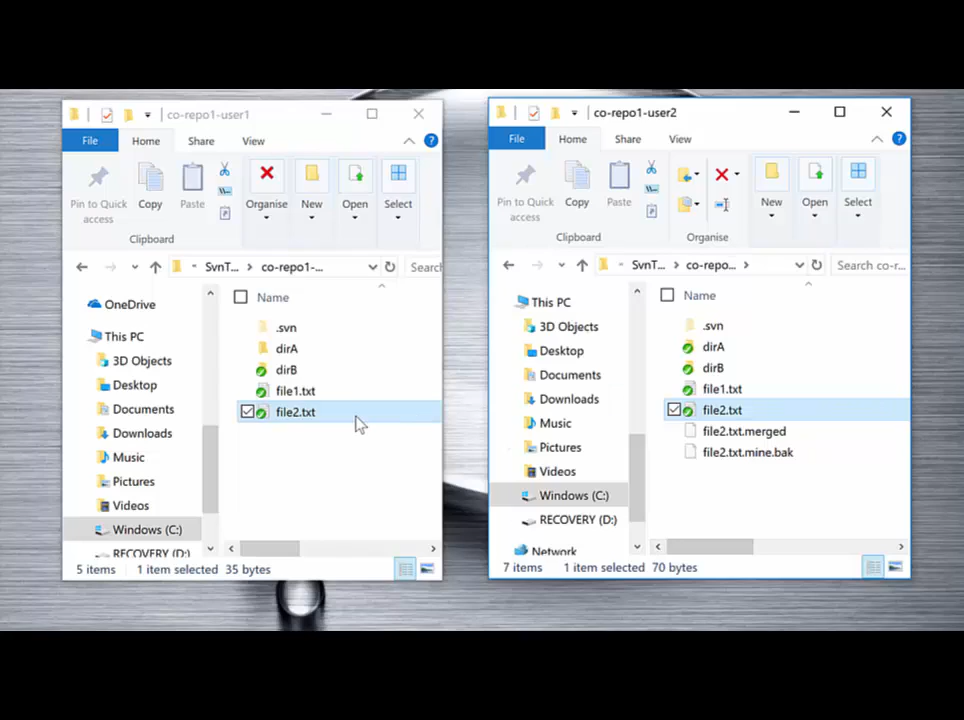 co-repo1-user1
File Home Share View
Pin to Quick access
Copy
Paste
Organise
New
Open
Select
Clipboard
SvnT... co-repo1-...
Search
OneDrive
This PC
3D Objects
Desktop
Documents
Downloads
Music
Pictures
Videos
Windows (C:)
RECOVERY (D:)
Name
.svn
dirA
dirB
file1.txt
file2.txt
5 items 1 item selected 35 bytes
co-repo1-user2
File Home Share View
Pin to Quick access
Copy
Paste
New
Open
Select
Clipboard
Organise
SvnT... co-repo...
Search co-r...
This PC
3D Objects
Desktop
Documents
Downloads
Music
Pictures
Videos
Windows (C:)
RECOVERY (D:)
Network
Name
.svn
dirA
dirB
file1.txt
file2.txt
file2.txt.merged
file2.txt.mine.bak
7 items 1 item selected 70 bytes